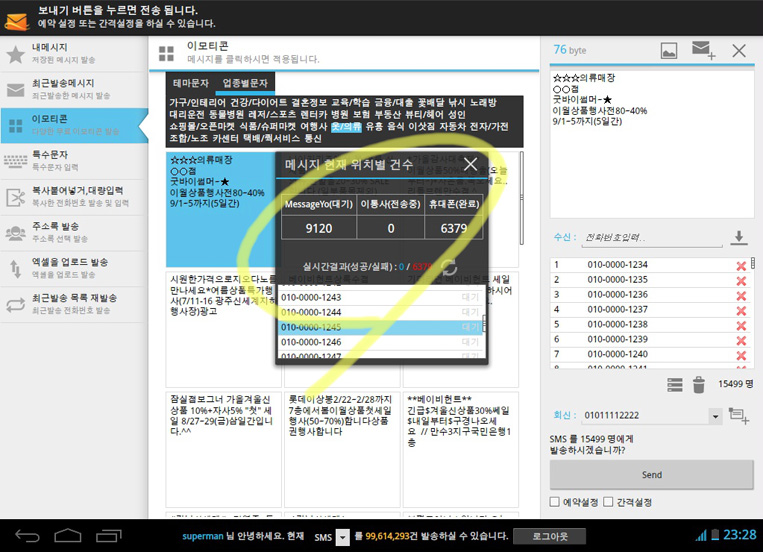 보내기 버튼을 누르면 전송 됩니다.
예약 설정 또는 간격설정을 하실 수 있습니다.
내메시지
저장된 메시지 발송
최근발송메시지
최근발송한 메시지 발송
이모티콘
다양한 무료 이모티콘 발송
특수문자
특수문자 입력
복사붙여넣기,대량입력
복사한 전화번호 발송 및 입력
주소록 발송
주소록 선택 발송
엑셀을 업로드 발송
엑셀을 업로드 발송
최근발송 목록 재발송
최근발송 전화번호 발송
이모티콘
메시지를 클릭하시면 적용됩니다.
테마문자 업종별문자
가구/인테리어 건강/다이어트 결혼정보 교육/학습 금융/대출 꽃배달 낚시 노래방
대리운전 동물병원 레저/스포츠 렌터카 병원 보험 부동산 뷰티/헤어 성인
쇼핑몰/오픈마켓 식품/슈퍼마켓 여행사 옷/의류 유흥 음식 이삿짐 자동차 전자/가전
조합/노조 카센터 택배/퀵서비스 통신
☆☆☆의류매장
○○점
굿바이썸머-★
이월상품행사전80-40%
9/1-5까지(5일간)
메시지 현재 위치별 건수
MessageYo(대기) 이통사(전송중) 휴대폰(완료)
9120 0 6379
실시간결과(성공/실패) : 0 /
010-0000-1243 대기
010-0000-1244 대기
010-0000-1245 대기
010-0000-1246 대기
010-0000-1247 대기
시원한가격으로지오다노를
만나세요*여름상품특가행
사(7/11-16 광주신세계지하
행사장)광고
잠실점보그너 가을겨울신
상품 10%+자사5% "첫" 세
일 8/27-29(금)삼일간입니
다.^^
롯데이상봉2/22-2/28까지
7층에서봄이월상품첫세일
행사(50-70%)합니다상품
권행사합니다
**베이비헌트**
긴급$겨울신상품30%쎄일
$내일부터$구경나오세
요 // 만수3지구국민은행1
층
76 byte
☆☆☆의류매장
○○점
굿바이썸머-★
이월상품행사전80-40%
9/1-5까지(5일간)
수신 : 전화번호입력..
1 010-0000-1234
2 010-0000-1235
3 010-0000-1236
4 010-0000-1237
5 010-0000-1238
6 010-0000-1239
7 010-0000-1240
8 010-0000-1241
15499 명
회신 : 01011112222
SMS 를 15499 명에게
발송하시겠습니까?
Send
예약설정 간격설정
superman 님 안녕하세요. 현재 SMS 를 99,614,293건 발송하실 수 있습니다. 로그아웃
23:28